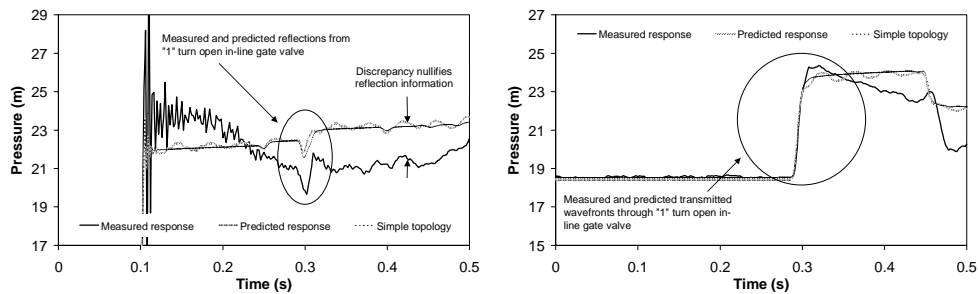 29
27
25
23
21
19
17
Pressure (m)
Measured and predicted reflections from
"1" turn open in-line gate valve
Discrepancy nullifies
reflection information
Measured response
Predicted response
Simple topology
0
0.1
0.2
0.3
0.4
0.5
Time (s)
29
27
25
23
21
19
17
15
Pressure (m)
Measured response
Predicted response
Simple topology
Measured and predicted transmitted
wavefronts through "1" turn open in-
line gate valve
0
0.1
0.2
0.3
0.4
0.5
Time (s)